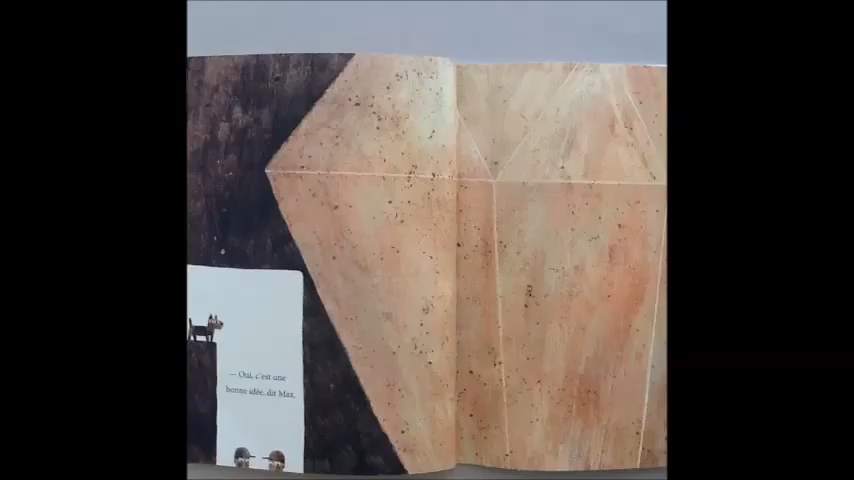 — Oui, c'est une
bonne idée, dit Max.